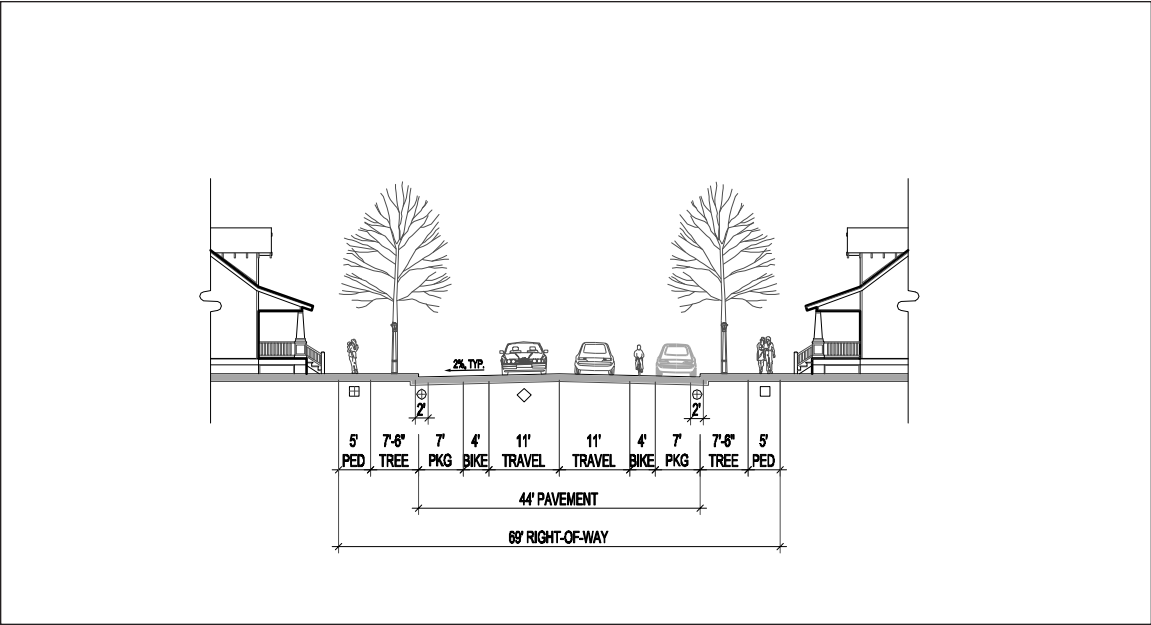 2%, TYP.
2' 2'
5' 7'-6" 7' 4' 11' 11' 4' 7' 7'-6" 5'
PED TREE PKG BIKE TRAVEL TRAVEL BIKE PKG TREE PED
44' PAVEMENT
69' RIGHT-OF-WAY